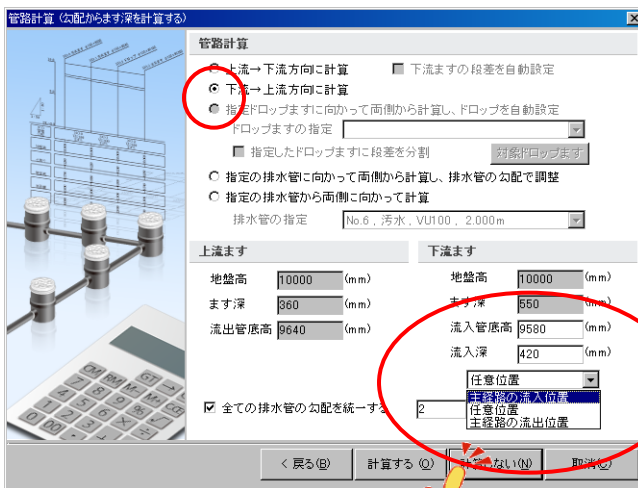 管路計算 (勾配からます深を計算する)
管路計算
上流→下流方向に計算
下流ますの段差を自動設定
下流→上流方向に計算
指定ドロップますに向かって両側から計算し、ドロップを自動設定
ドロップますの指定
指定したドロップますに段差を分割
対象ドロップます
指定の排水管に向かって両側から計算し、排水管の勾配で調整
指定の排水管から両側に向かって計算
排水管の指定 No.6 , 汚水 , VU100 , 2.000m
上流ます
下流ます
地盤高 10000 (mm)
地盤高 10000 (mm)
ます深 360 (mm)
ます深 550 (mm)
流出管底高 9640 (mm)
流入管底高 9580 (mm)
流入深 420 (mm)
任意位置
主経路の流入位置
任意位置
主経路の流出位置
全ての排水管の勾配を統一する 2
< 戻る(B)
計算する (O)
計算しない(N)
取消(C)
CM RM M- M+ GT →
7 8 9 %
4 5 6 ×
1 2 3
0 00